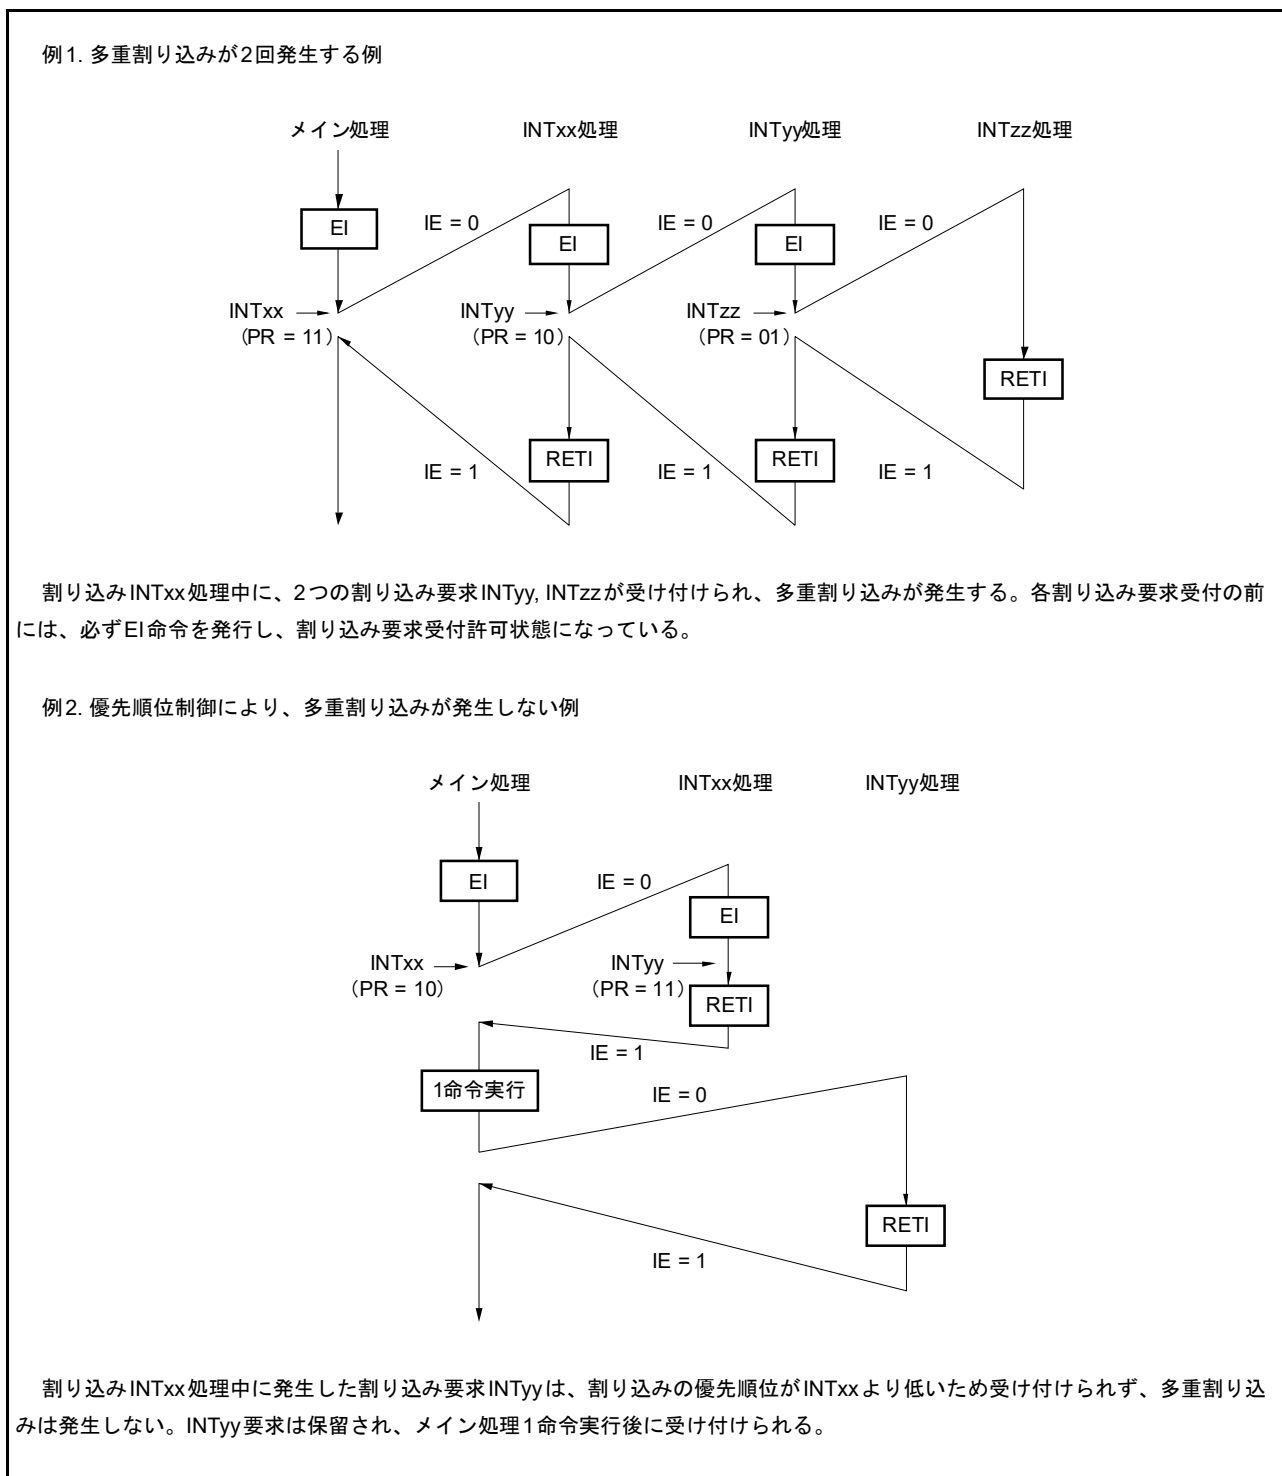 例1. 多重割り込みが2回発生する例
メイン処理 INTxx処理 INTyy処理 INTzz処理
EI IE = 0 EI IE = 0 EI IE = 0
INTxx INTyy INTzz
(PR = 11) (PR = 10) (PR = 01)
RETI
RETI RETI
IE = 1 IE = 1 IE = 1
割り込みINTxx処理中に、2つの割り込み要求INTyy, INTzzが受け付けられ、多重割り込みが発生する。各割り込み要求受付の前
には、必ずEI命令を発行し、割り込み要求受付許可状態になっている。
例2. 優先順位制御により、多重割り込みが発生しない例
メイン処理 INTxx処理 INTyy処理
EI IE = 0
EI
INTxx INTyy
(PR = 10) (PR = 11)
RETI
IE = 1
1命令実行 IE = 0
RETI
IE = 1
割り込みINTxx処理中に発生した割り込み要求INTyyは、割り込みの優先順位がINTxxより低いため受け付けられず、多重割り込
みは発生しない。INTyy要求は保留され、メイン処理1命令実行後に受け付けられる。